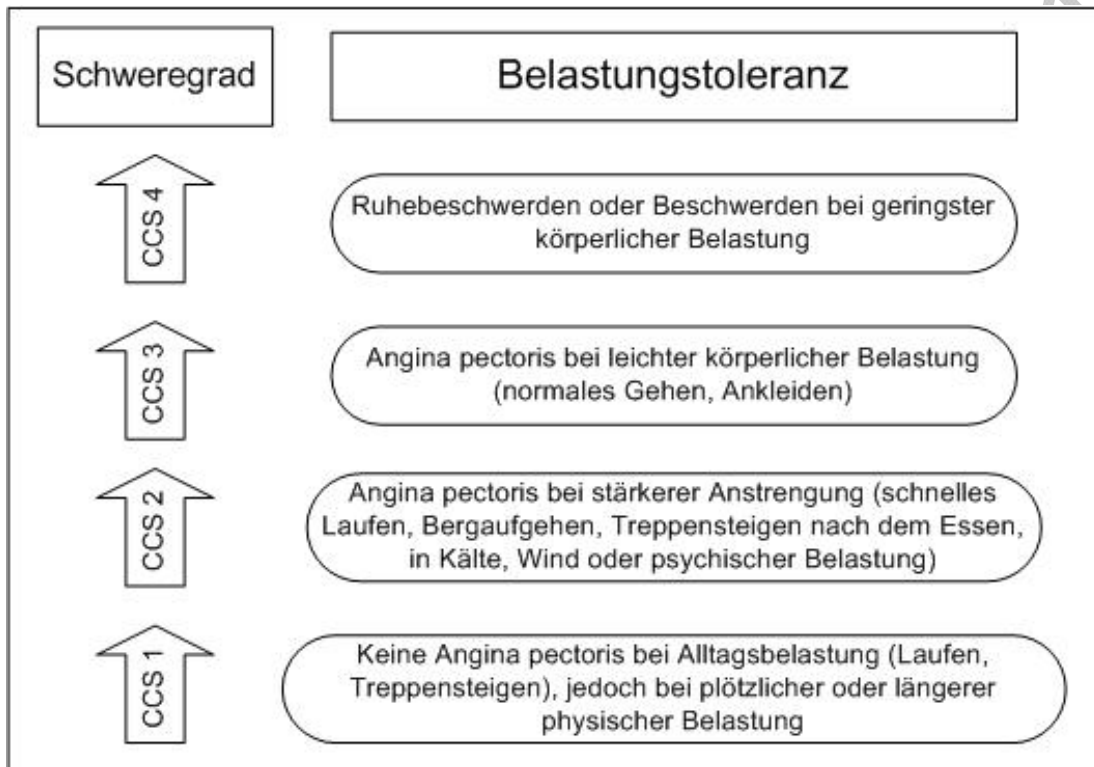 Schweregrad
Belastungstoleranz
CCS 4
Ruhebeschwerden oder Beschwerden bei geringster
körperlicher Belastung
CCS 3
Angina pectoris bei leichter körperlicher Belastung
(normales Gehen, Ankleiden)
CCS 2
Angina pectoris bei stärkerer Anstrengung (schnelles
Laufen, Bergaufgehen, Treppensteigen nach dem Essen,
in Kälte, Wind oder psychischer Belastung)
CCS 1
Keine Angina pectoris bei Alltagsbelastung (Laufen,
Treppensteigen), jedoch bei plötzlicher oder längerer
physischer Belastung